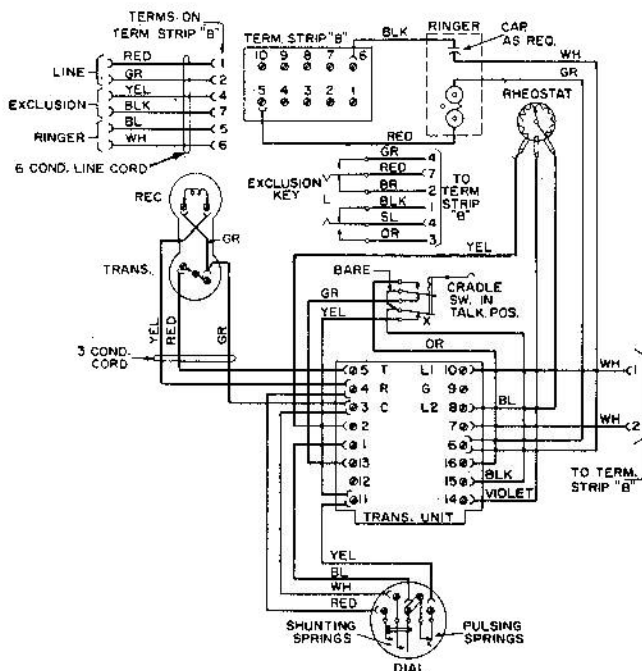 TERMS. ON
TERM STRIP "B"
LINE
RED
1
GR
2
EXCLUSION
YEL
4
BLK
7
RINGER
BL
5
WH
6
6 COND. LINE CORD
TERM. STRIP "B"
10 9 8 7 6
5 4 3 2 1
BLK
RED
RINGER
CAP.
AS REQ.
WH
GR
RHEOSTAT
EXCLUSION
KEY
L
GR 4
RED 7
BR 2
BLK 1
SL 4
OR 3
TO
TERM
STRIP
"B"
REC
GR
TRANS.
YEL
RED
GR
3 COND.
CORD
YEL
BARE
GR
YEL
OR
X
CRADLE
SW. IN
TALK. POS.
5 T L1 10
4 R G 9
3 C L2 8
2 7
1 6
13 16
12 15
11 14
TRANS. UNIT
WH 1
BL
WH 2
BLK
VIOLET
TO TERM.
STRIP "B"
YEL
BL
WH
RED
SHUNTING
SPRINGS
PULSING
SPRINGS
DIAL